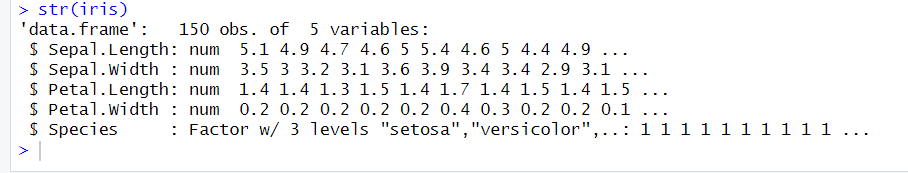 > str(iris)
'data.frame':   150 obs. of  5 variables:
 $ Sepal.Length: num  5.1 4.9 4.7 4.6 5 5.4 4.6 5 4.4 4.9 ...
 $ Sepal.Width : num  3.5 3 3.2 3.1 3.6 3.9 3.4 3.4 2.9 3.1 ...
 $ Petal.Length: num  1.4 1.4 1.3 1.5 1.4 1.7 1.4 1.5 1.4 1.5 ...
 $ Petal.Width : num  0.2 0.2 0.2 0.2 0.2 0.4 0.3 0.2 0.2 0.1 ...
 $ Species     : Factor w/ 3 levels "setosa","versicolor",..: 1 1 1 1 1 1 1 1 1 1 ...
>